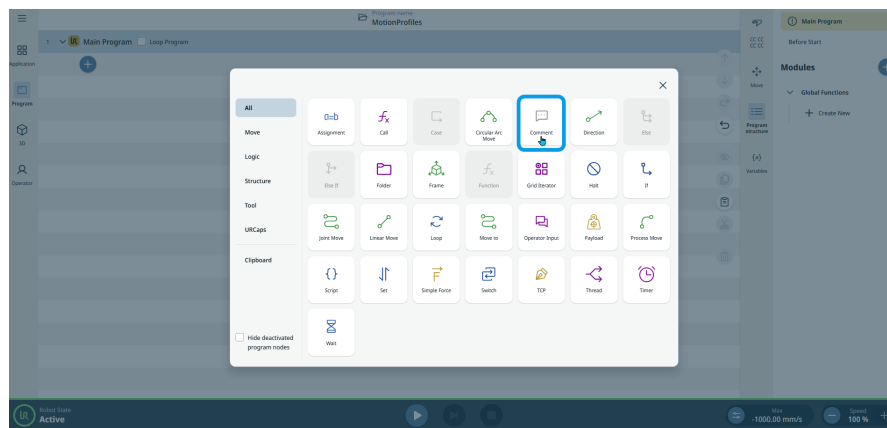 Program name
MotionProfiles
1 Main Program Loop Program
Application
Program
3D
Operator
All
Move
Logic
Structure
Tool
URCaps
Clipboard
Hide deactivated
program nodes
a=b
Assignment
fx
Call
Case
Circular Arc
Move
Comment
Direction
Else
Else If
Folder
Frame
fx
Function
Grid Iterator
Halt
If
Joint Move
Linear Move
Loop
Move to
Operator Input
Payload
Process Move
{ }
Script
Set
F
Simple Force
Switch
TCP
Thread
Timer
Wait
Move
Program
structure
{x}
Variables
Main Program
Before Start
Modules
Global Functions
Create New
UR
Robot State
Active
Max
-1000.00 mm/s
Speed
100 %